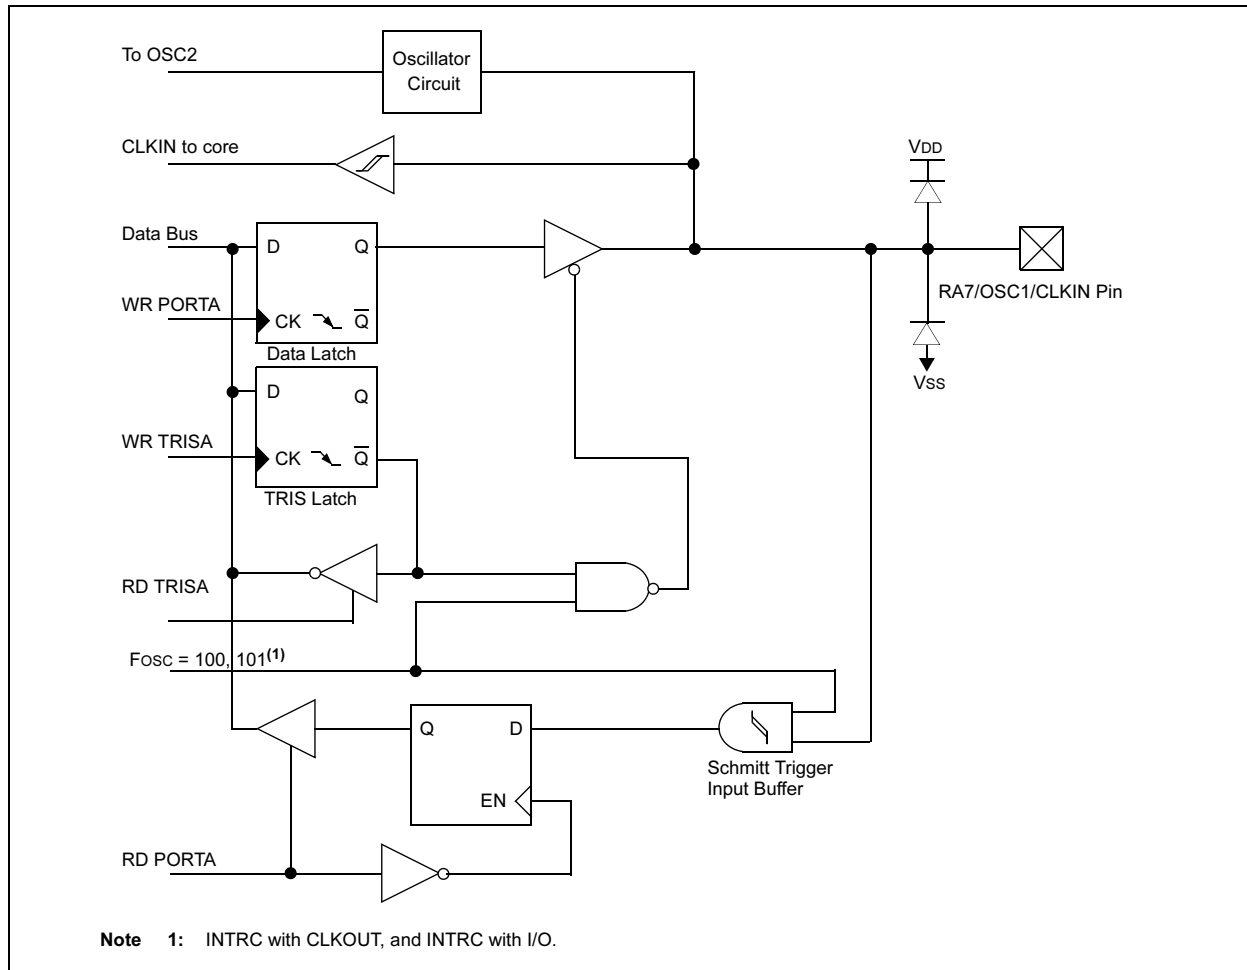 To OSC2
Oscillator
Circuit
CLKIN to core
VDD
Data Bus
D
Q
RA7/OSC1/CLKIN Pin
WR PORTA
CK
Q̅
Data Latch
VSS
D
Q
WR TRISA
CK
Q̅
TRIS Latch
RD TRISA
FOSC = 100, 101(1)
Q
D
Schmitt Trigger
Input Buffer
EN
RD PORTA
Note 1: INTRC with CLKOUT, and INTRC with I/O.